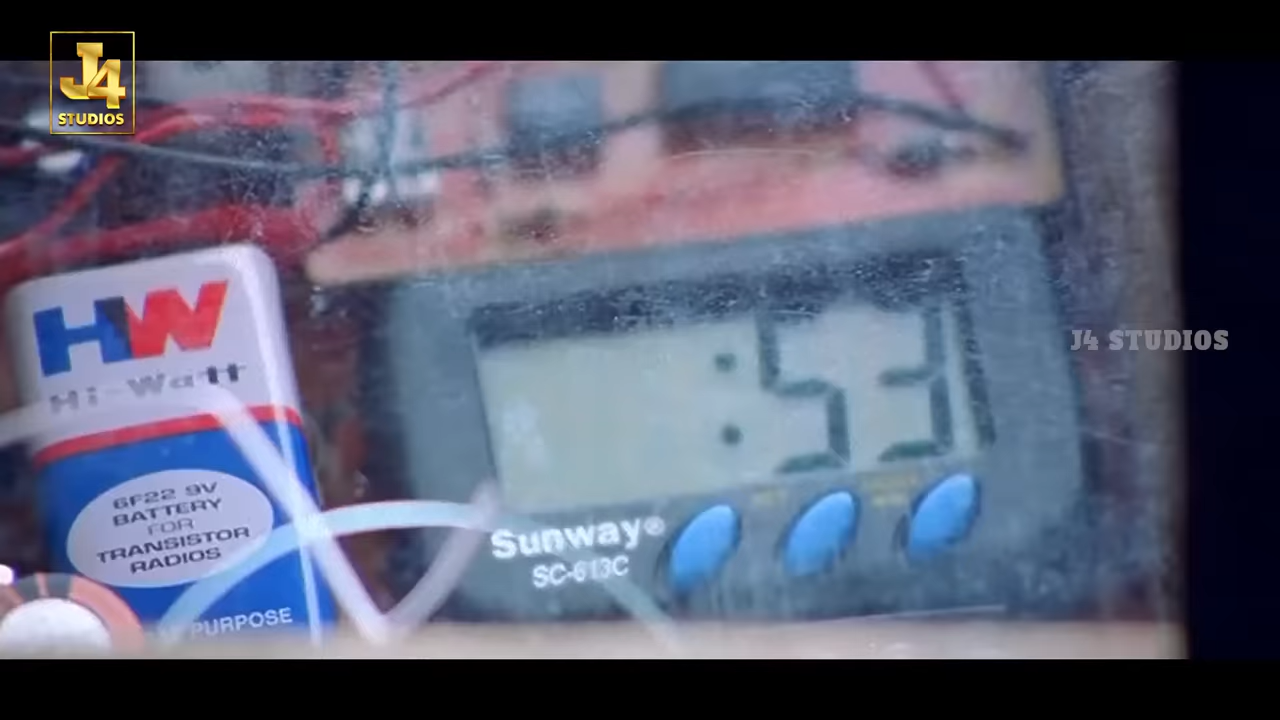 J4
STUDIOS
HW
Hi-Watt
6F22 9V
BATTERY
FOR
TRANSISTOR
RADIOS
PURPOSE
:53
Sunway®
SC-613C
J4 STUDIOS